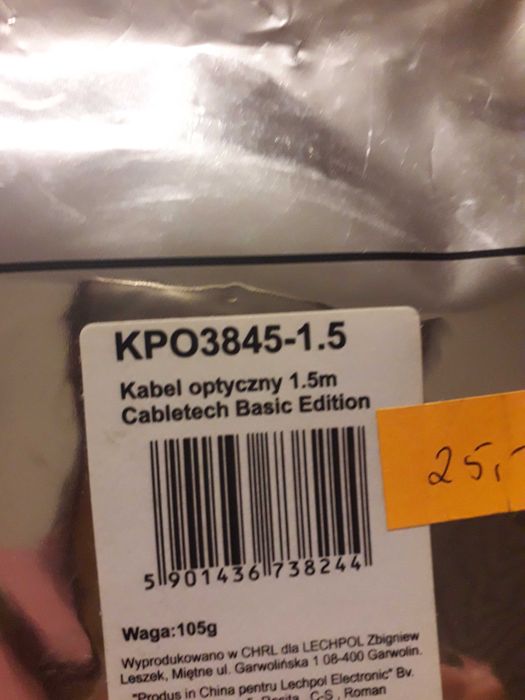 KPO3845-1.5
Kabel optyczny 1.5m
Cabletech Basic Edition
25,-
5 901436 738244
Waga:105g
Wyprodukowano w CHRL dla LECHPOL Zbigniew
Leszek, Miętne ul. Garwolińska 1 08-400 Garwolin.
"Produs in China pentru Lechpol Electronic" Bv.
C-S , Roman